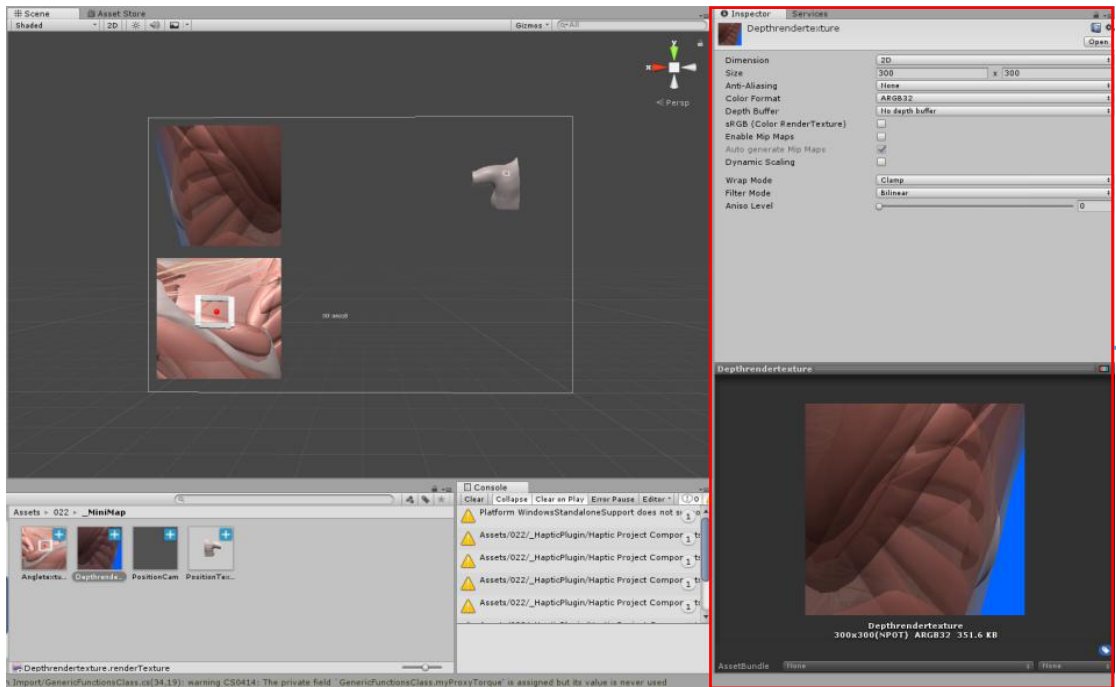 Scene Asset Store
Shaded 2D Gizmos All
y
x
Persp
Assets 022 _MiniMap
Angletextu... Depthrende... PositionCam PositionTex...
Depthrendertexture.renderTexture
Console
Clear Collapse Clear on Play Error Pause Editor 0
Platform WindowsStandaloneSupport does not 1
Assets/022/_HapticPlugin/Haptic Project Compor 1
Assets/022/_HapticPlugin/Haptic Project Compor 1
Assets/022/_HapticPlugin/Haptic Project Compor 1
Assets/022/_HapticPlugin/Haptic Project Compor 1
Import/GenericFunctionsClass.cs(34,19): warning CS0414: The private field `GenericFunctionsClass.myProxyTorque' is assigned but its value is never used
Inspector Services
Depthrendertexture
Open
Dimension 2D
Size 300 x 300
Anti-Aliasing None
Color Format ARGB32
Depth Buffer No depth buffer
sRGB (Color RenderTexture)
Enable Mip Maps
Auto generate Mip Maps
Dynamic Scaling
Wrap Mode Clamp
Filter Mode Bilinear
Aniso Level 0
Depthrendertexture
Depthrendertexture
300x300(NPOT) ARGB32 351.6 KB
AssetBundle None None